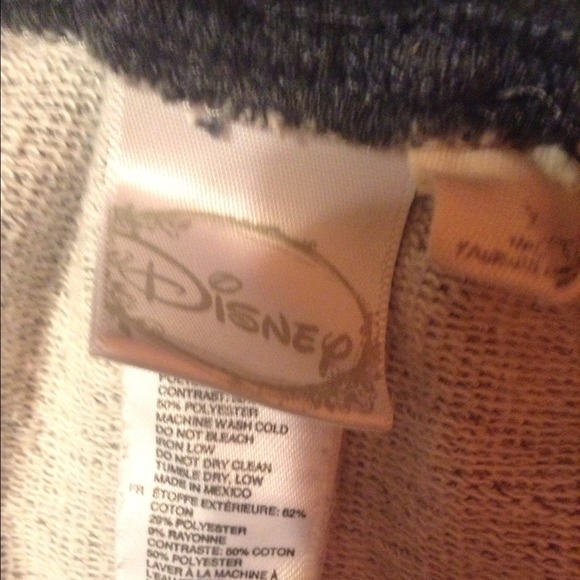 Disney
50% POLYESTER
MACHINE WASH COLD
DO NOT BLEACH
IRON LOW
DO NOT DRY CLEAN
TUMBLE DRY, LOW
MADE IN MEXICO
FR ÉTOFFE EXTÉRIEURE: 62%
COTON
29% POLYESTER
9% RAYONNE
CONTRASTE: 50% COTON
50% POLYESTER
LAVER À LA MACHINE À